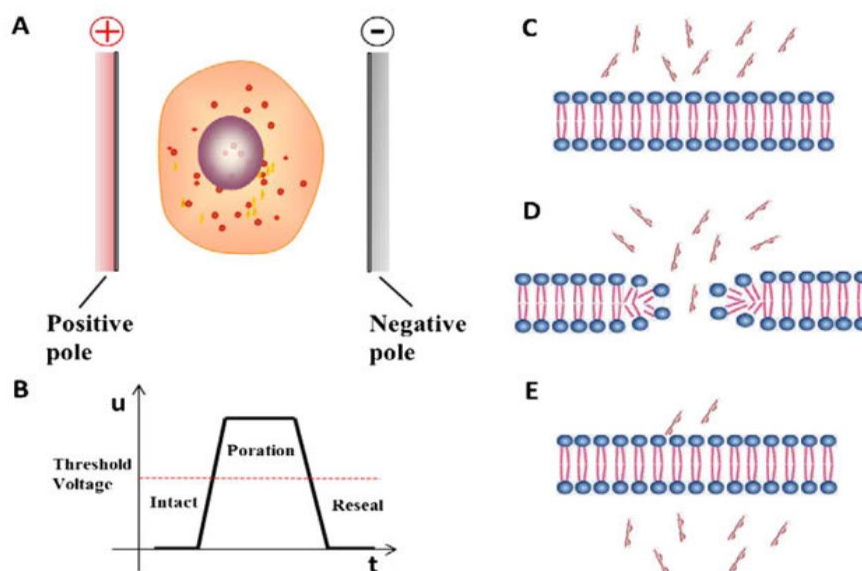 A
+
-
Positive
pole
Negative
pole
B
u
Threshold
Voltage
Poration
Intact
Reseal
t
C
D
E